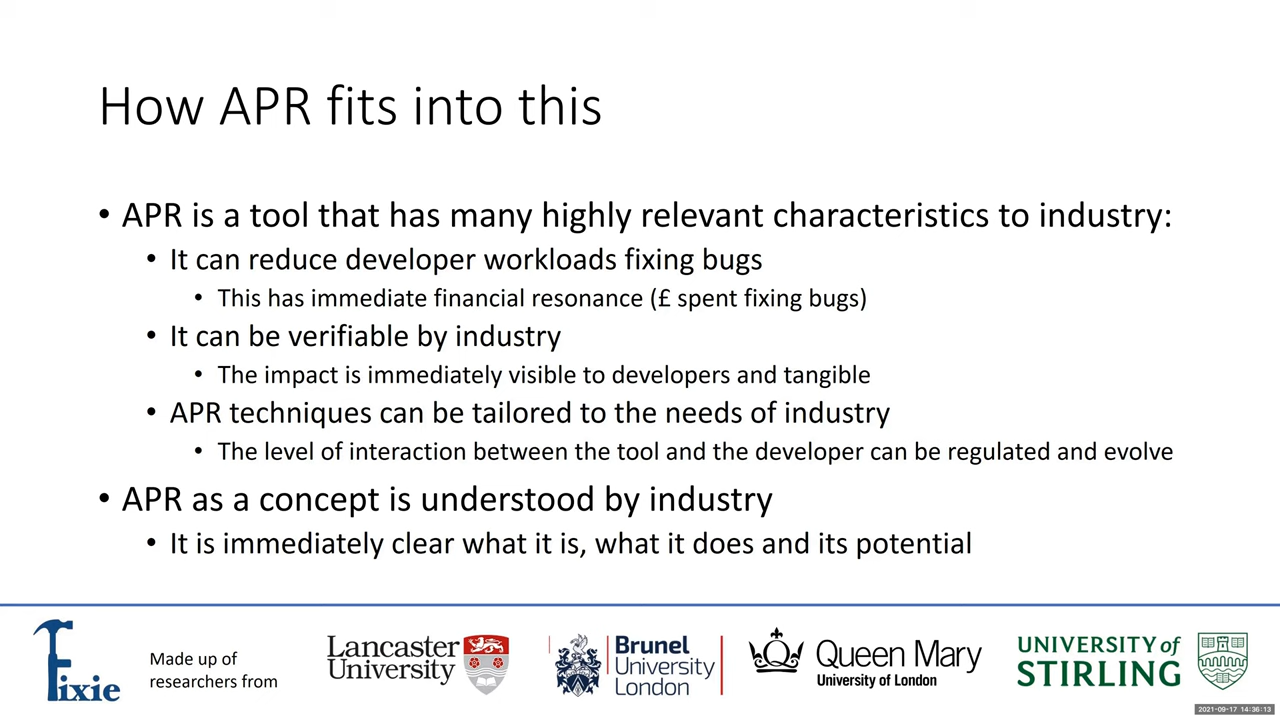 How APR fits into this
• APR is a tool that has many highly relevant characteristics to industry:
• It can reduce developer workloads fixing bugs
• This has immediate financial resonance (£ spent fixing bugs)
• It can be verifiable by industry
• The impact is immediately visible to developers and tangible
• APR techniques can be tailored to the needs of industry
• The level of interaction between the tool and the developer can be regulated and evolve
• APR as a concept is understood by industry
• It is immediately clear what it is, what it does and its potential
Fixie
Made up of
researchers from
Lancaster
University
Brunel
University
London
Queen Mary
University of London
UNIVERSITY of
STIRLING
2021-09-17 14:36:13